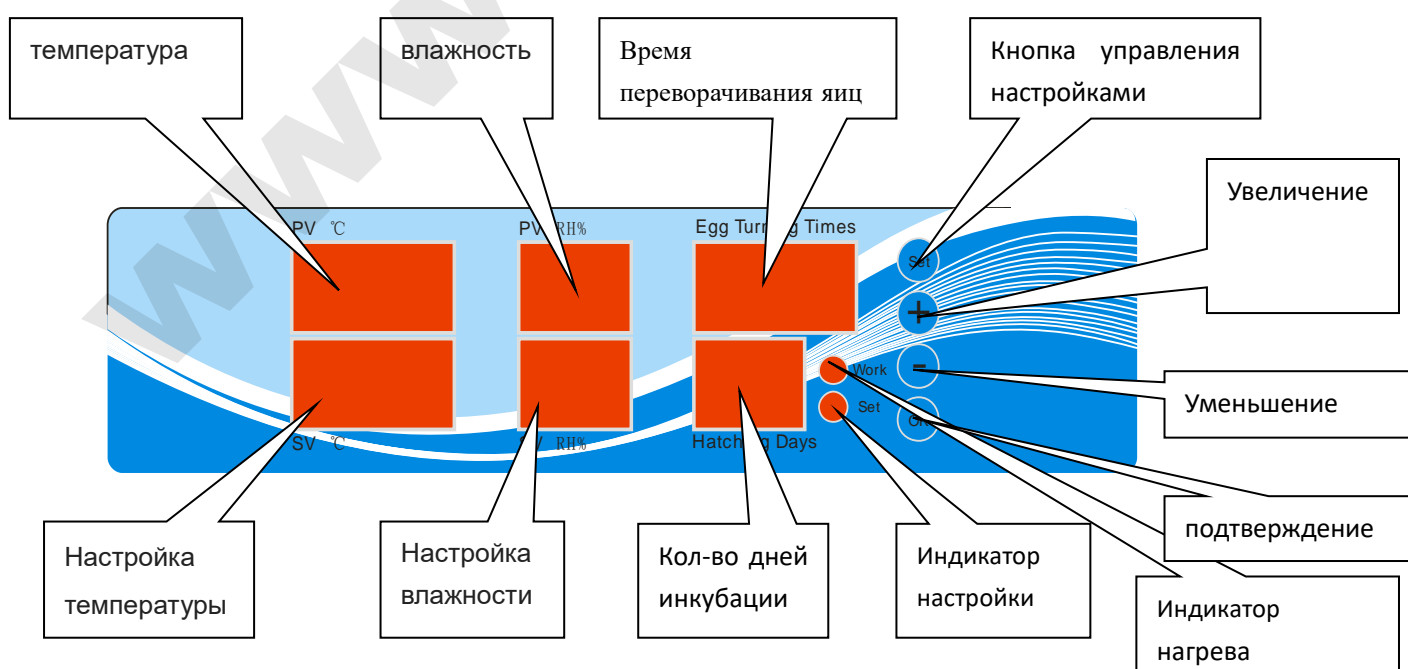 www
температура
влажность
Время
переворачивания яиц
Кнопка управления
настройками
Увеличение
PV ℃
PV RH%
Egg Turning Times
Set
+
-
Work
Set
SV ℃
RH%
Hatching Days
Уменьшение
подтверждение
Настройка
температуры
Настройка
влажности
Кол-во дней
инкубации
Индикатор
настройки
Индикатор
нагрева